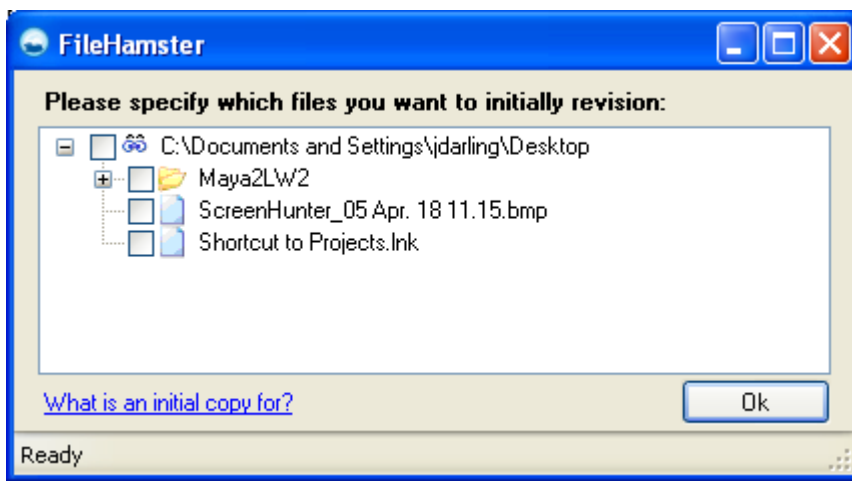 FileHamster
Please specify which files you want to initially revision:
C:\Documents and Settings\jdarling\Desktop
Maya2LW2
ScreenHunter_05 Apr. 18 11.15.bmp
Shortcut to Projects.lnk
What is an initial copy for?
Ok
Ready